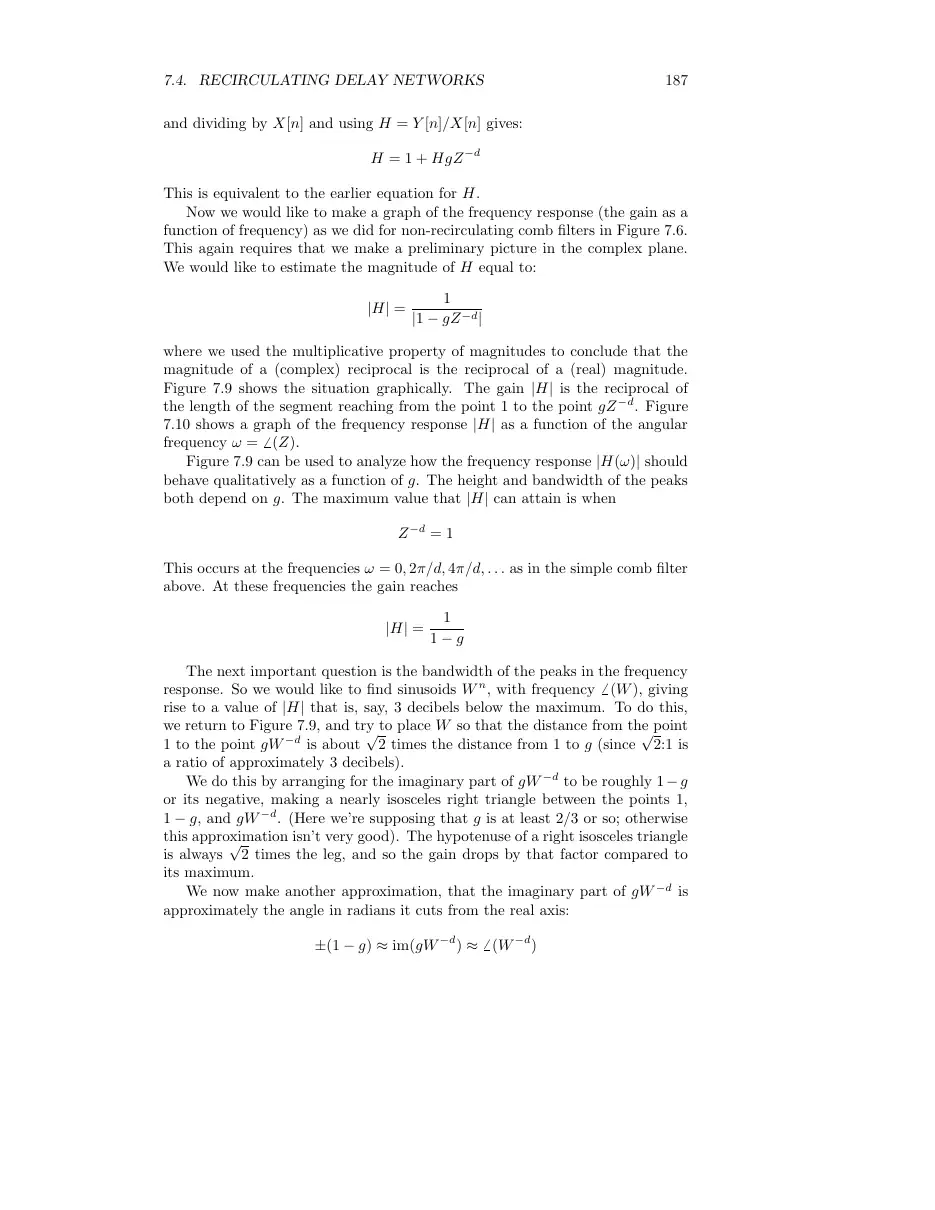 7.4. RECIRCULATING DELAY NETWORKS 187
and dividing by X[n] and using H = Y[n]/X[n] gives:
H = 1 + HgZ⁻ᵈ
This is equivalent to the earlier equation for H.
Now we would like to make a graph of the frequency response (the gain as a
function of frequency) as we did for non-recirculating comb filters in Figure 7.6.
This again requires that we make a preliminary picture in the complex plane.
We would like to estimate the magnitude of H equal to:
|H| = 1 / |1 − gZ⁻ᵈ|
where we used the multiplicative property of magnitudes to conclude that the
magnitude of a (complex) reciprocal is the reciprocal of a (real) magnitude.
Figure 7.9 shows the situation graphically. The gain |H| is the reciprocal of
the length of the segment reaching from the point 1 to the point gZ⁻ᵈ. Figure
7.10 shows a graph of the frequency response |H| as a function of the angular
frequency ω = ∠(Z).
Figure 7.9 can be used to analyze how the frequency response |H(ω)| should
behave qualitatively as a function of g. The height and bandwidth of the peaks
both depend on g. The maximum value that |H| can attain is when
Z⁻ᵈ = 1
This occurs at the frequencies ω = 0, 2π/d, 4π/d, . . . as in the simple comb filter
above. At these frequencies the gain reaches
|H| = 1 / (1 − g)
The next important question is the bandwidth of the peaks in the frequency
response. So we would like to find sinusoids Wⁿ, with frequency ∠(W), giving
rise to a value of |H| that is, say, 3 decibels below the maximum. To do this,
we return to Figure 7.9, and try to place W so that the distance from the point
1 to the point gW⁻ᵈ is about √2 times the distance from 1 to g (since √2:1 is
a ratio of approximately 3 decibels).
We do this by arranging for the imaginary part of gW⁻ᵈ to be roughly 1−g
or its negative, making a nearly isosceles right triangle between the points 1,
1 − g, and gW⁻ᵈ. (Here we're supposing that g is at least 2/3 or so; otherwise
this approximation isn't very good). The hypotenuse of a right isosceles triangle
is always √2 times the leg, and so the gain drops by that factor compared to
its maximum.
We now make another approximation, that the imaginary part of gW⁻ᵈ is
approximately the angle in radians it cuts from the real axis:
±(1 − g) ≈ im(gW⁻ᵈ) ≈ ∠(W⁻ᵈ)